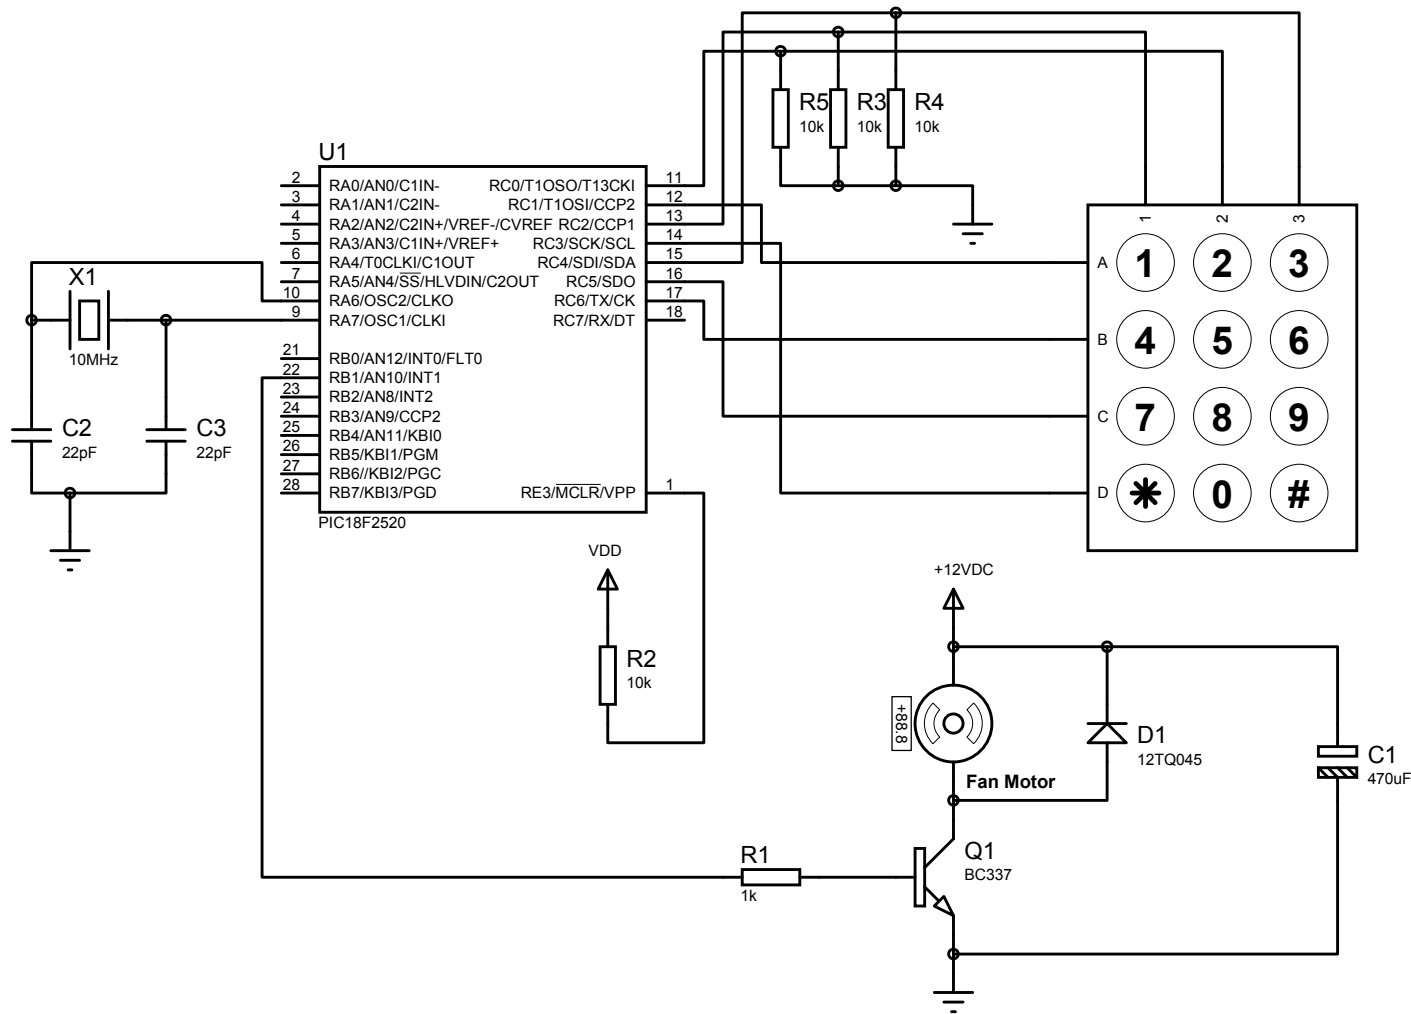 R5
10k
R3
10k
R4
10k
U1
2
RA0/AN0/C1IN-
3
RA1/AN1/C2IN-
4
RA2/AN2/C2IN+/VREF-/CVREF
5
RA3/AN3/C1IN+/VREF+
6
RA4/T0CLKI/C1OUT
7
RA5/AN4/SS/HLVDIN/C2OUT
10
RA6/OSC2/CLKO
9
RA7/OSC1/CLKI
21
RB0/AN12/INT0/FLT0
22
RB1/AN10/INT1
23
RB2/AN8/INT2
24
RB3/AN9/CCP2
25
RB4/AN11/KBI0
26
RB5/KBI1/PGM
27
RB6//KBI2/PGC
28
RB7/KBI3/PGD
RC0/T1OSO/T13CKI
11
RC1/T1OSI/CCP2
12
RC2/CCP1
13
RC3/SCK/SCL
14
RC4/SDI/SDA
15
RC5/SDO
16
RC6/TX/CK
17
RC7/RX/DT
18
RE3/MCLR/VPP
1
PIC18F2520
X1
10MHz
C2
22pF
C3
22pF
1
2
3
A
1
2
3
B
4
5
6
C
7
8
9
D
*
0
#
VDD
R2
10k
+12VDC
+88.8
Fan Motor
D1
12TQ045
C1
470uF
R1
1k
Q1
BC337